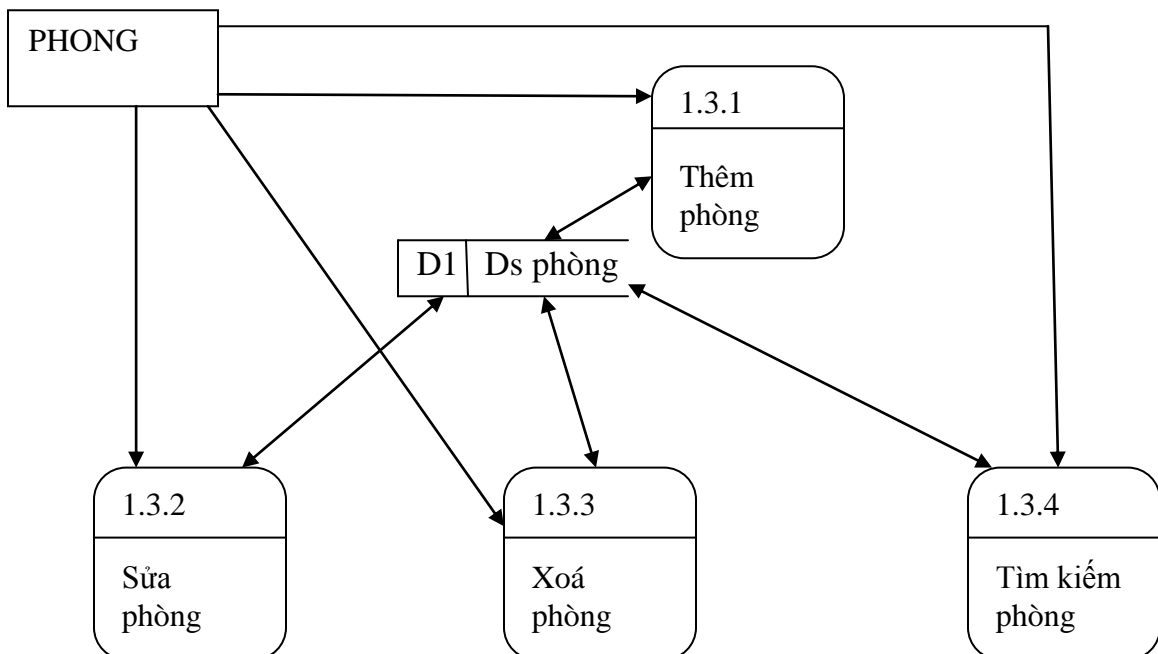 PHONG
1.3.1
Thêm
phòng
D1 Ds phòng
1.3.2
Sửa
phòng
1.3.3
Xoá
phòng
1.3.4
Tìm kiếm
phòng